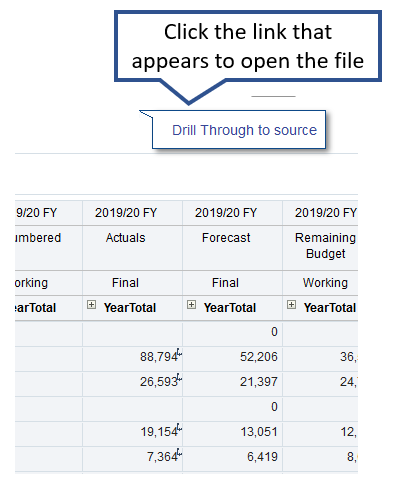 Click the link that
appears to open the file
Drill Through to source
9/20 FY 2019/20 FY 2019/20 FY 2019/20 FY
umbered Actuals Forecast Remaining
Budget
orking Final Final Working
earTotal YearTotal YearTotal YearTotal
0
88,794 52,206 36,
26,593 21,397 24,
0
19,154 13,051 12,
7,364 6,419 8,